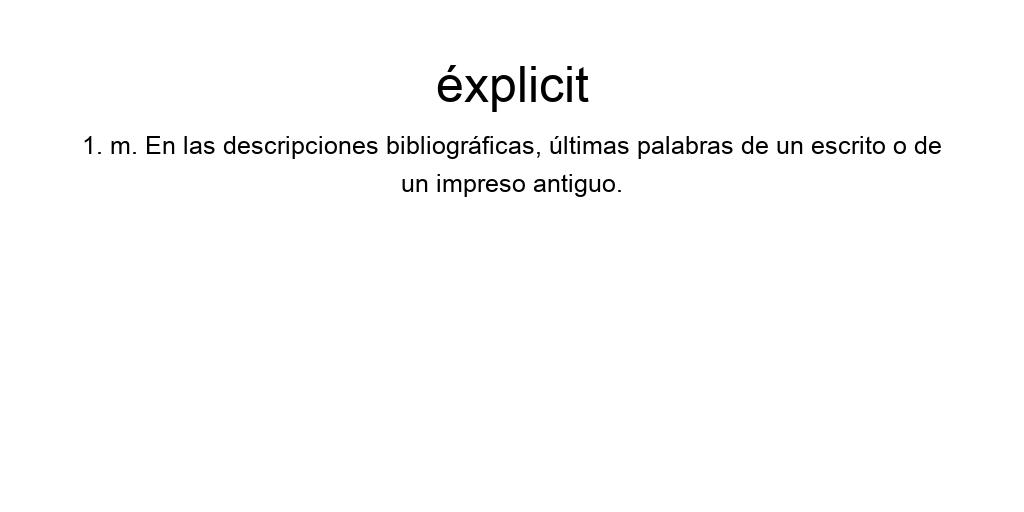 éxplicit
1. m. En las descripciones bibliográficas, últimas palabras de un escrito o de
un impreso antiguo.